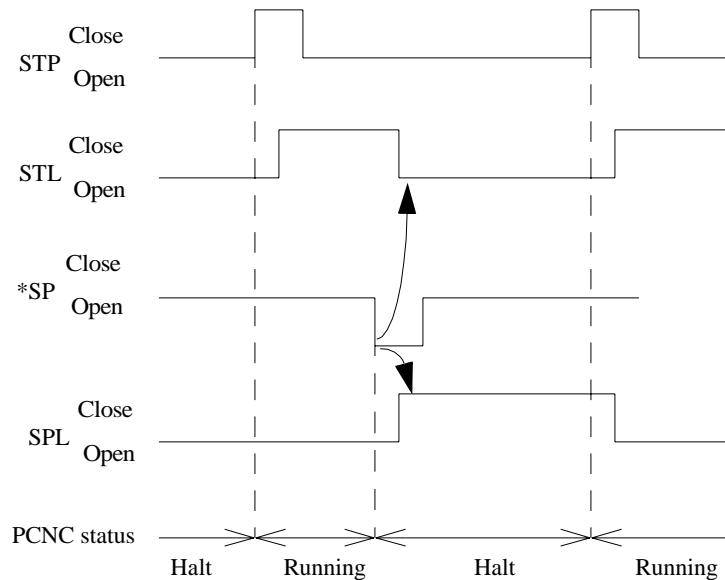 Close
STP
Open
Close
STL
Open
Close
*SP
Open
Close
SPL
Open
PCNC status
Halt Running Halt Running